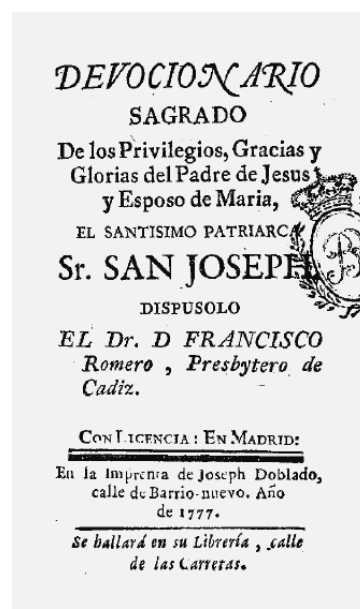 DEVOCIONARIO
SAGRADO
De los Privilegios, Gracias y
Glorias del Padre de Jesus,
y Esposo de Maria,
EL SANTISIMO PATRIARCA
Sr. SAN JOSEPH.
DISPUSOLO
EL Dr. D FRANCISCO
Romero , Presbytero de
Cadiz.
CON LICENCIA : EN MADRID:
En la Imprenta de Joseph Doblado,
calle de Barrio-nuevo. Año
de 1777.
Se hallará en su Librería , calle
de las Carretas.